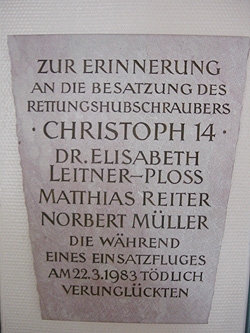 ZUR ERINNERUNG
AN DIE BESATZUNG DES
RETTUNGSHUBSCHRAUBERS
· CHRISTOPH 14 ·
DR. ELISABETH
LEITNER-PLOSS
MATTHIAS REITER
NORBERT MÜLLER
DIE WÄHREND
EINES EINSATZFLUGES
AM 22.3.1983 TÖDLICH
VERUNGLÜCKTEN